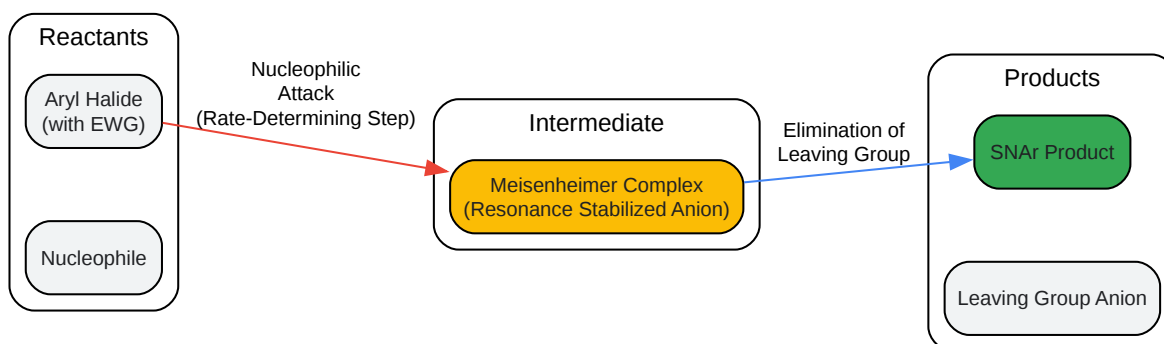 Reactants
Aryl Halide
(with EWG)
Nucleophile
Nucleophilic
Attack
(Rate-Determining Step)
Intermediate
Meisenheimer Complex
(Resonance Stabilized Anion)
Elimination of
Leaving Group
Products
SNAr Product
Leaving Group Anion